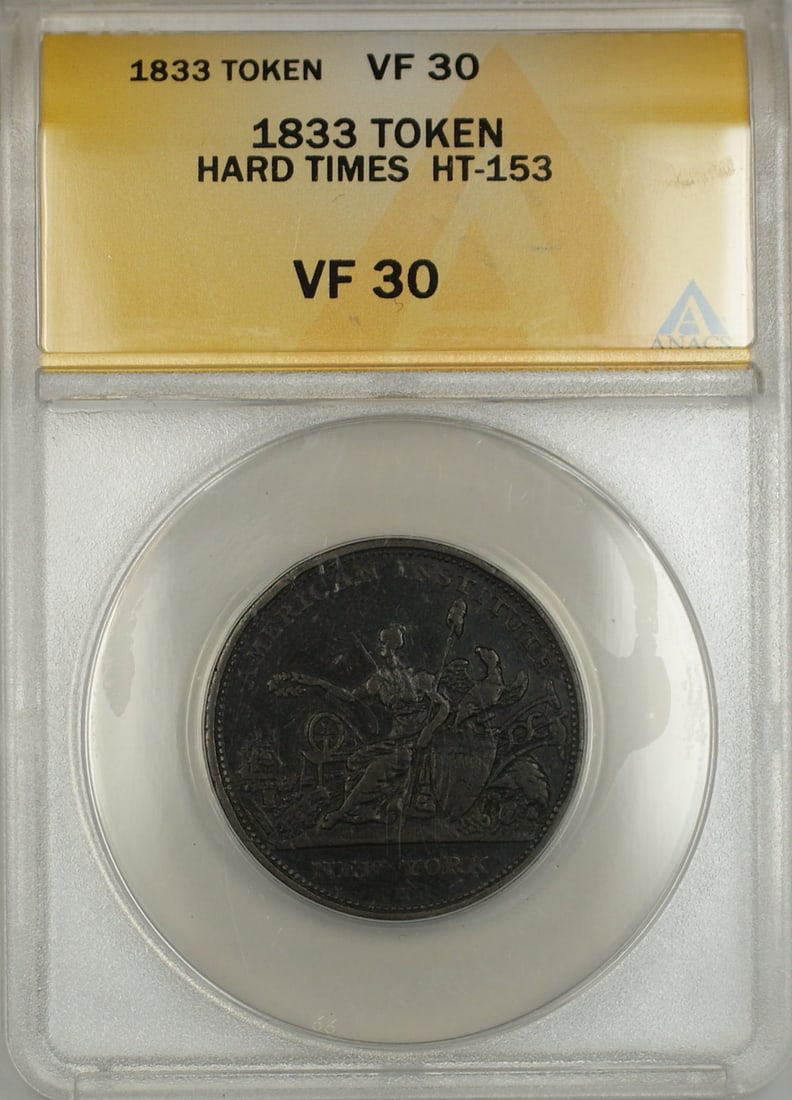 1833 TOKEN VF 30
1833 TOKEN
HARD TIMES HT-153
VF 30
ANACS
AMERICAN INSTITUTE
NEW YORK